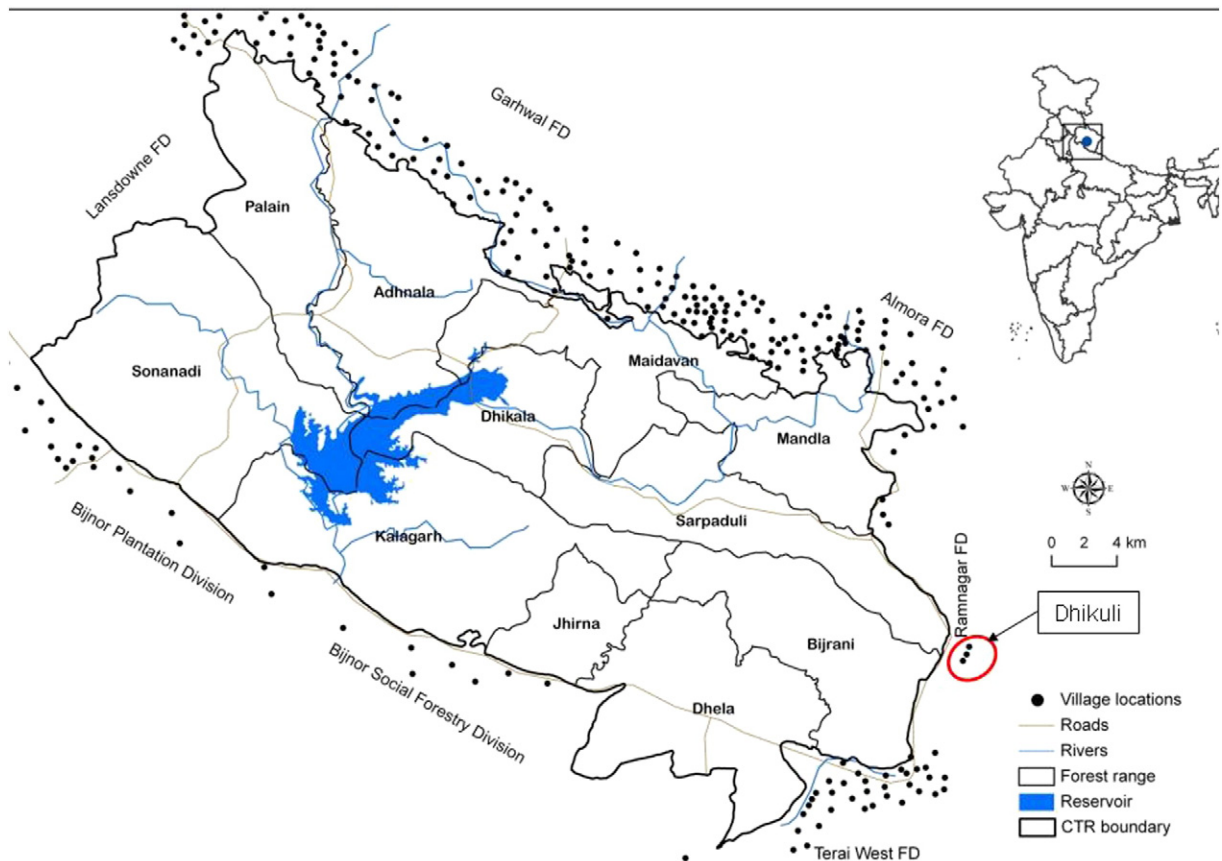 Garhwal FD
Lansdowne FD
Palain
Adhnala
Almora FD
Sonanadi
Maidavan
Dhikala
Mandla
N
W E
S
Sarpaduli
Kalagarh
0 2 4 km
Bijnor Plantation Division
Ramnagar FD
Dhikuli
Jhirna
Bijrani
Bijnor Social Forestry Division
Dhela
Village locations
Roads
Rivers
Forest range
Reservoir
CTR boundary
Terai West FD